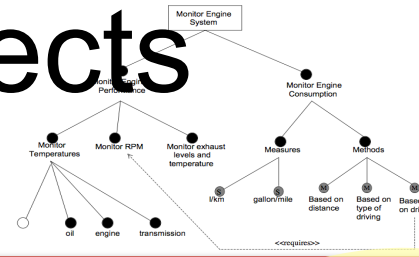 Monitor Engine
System
ects
Monitor Engine
Performance
Monitor Engine
Consumption
Monitor
Temperatures
Monitor RPM
Monitor exhaust
levels and
temperature
Measures
Methods
S
S
M
M
M
l/km
gallon/mile
Based on
distance
Based on
type of
driving
Based
on dri
oil
engine
transmission
<<requires>>